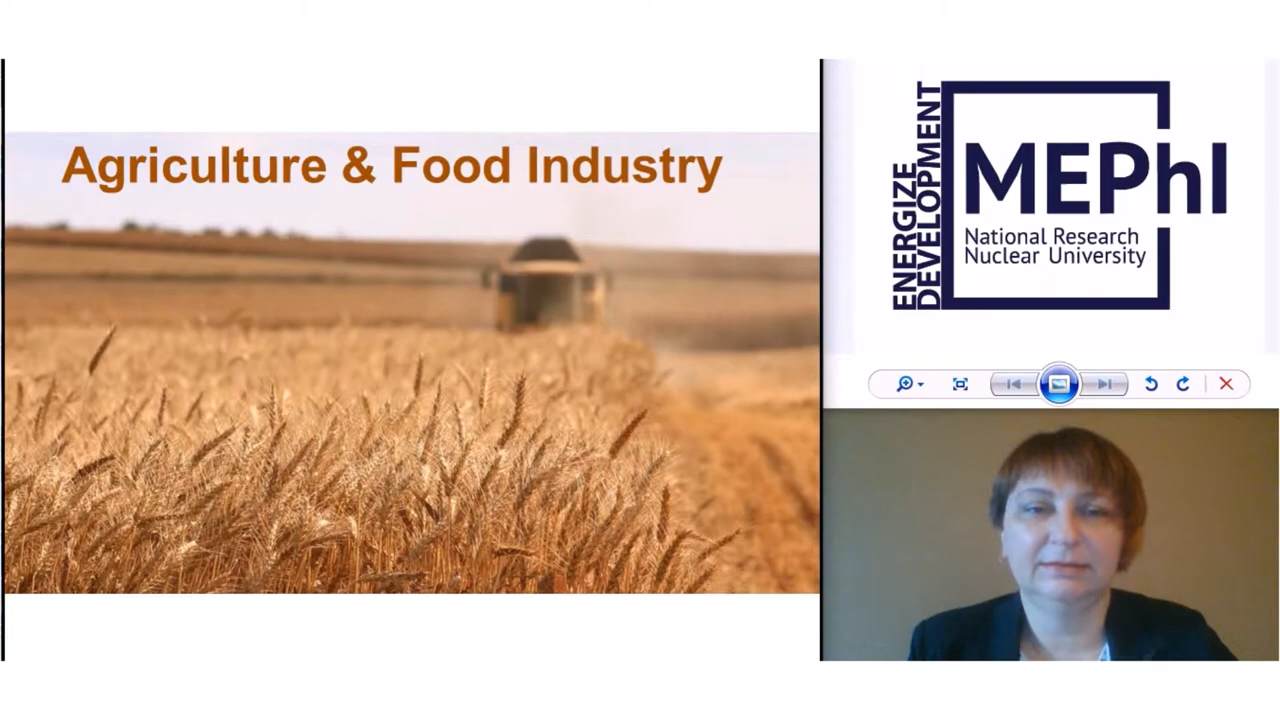 Agriculture & Food Industry
ENERGIZE
DEVELOPMENT
MEPhI
National Research
Nuclear University